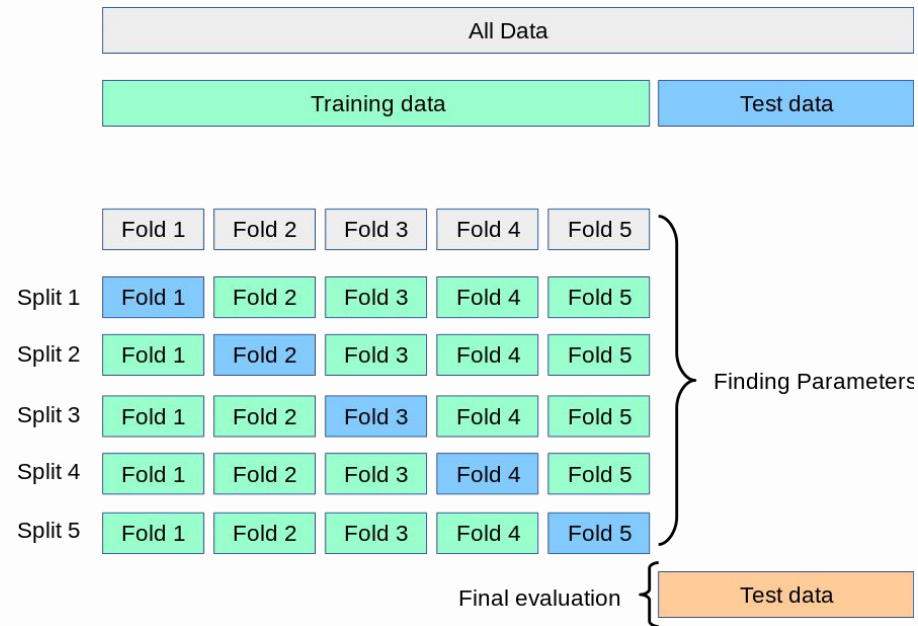 All Data
Training data Test data
Fold 1 Fold 2 Fold 3 Fold 4 Fold 5
Split 1 Fold 1 Fold 2 Fold 3 Fold 4 Fold 5
Split 2 Fold 1 Fold 2 Fold 3 Fold 4 Fold 5
Finding Parameters
Split 3 Fold 1 Fold 2 Fold 3 Fold 4 Fold 5
Split 4 Fold 1 Fold 2 Fold 3 Fold 4 Fold 5
Split 5 Fold 1 Fold 2 Fold 3 Fold 4 Fold 5
Final evaluation Test data